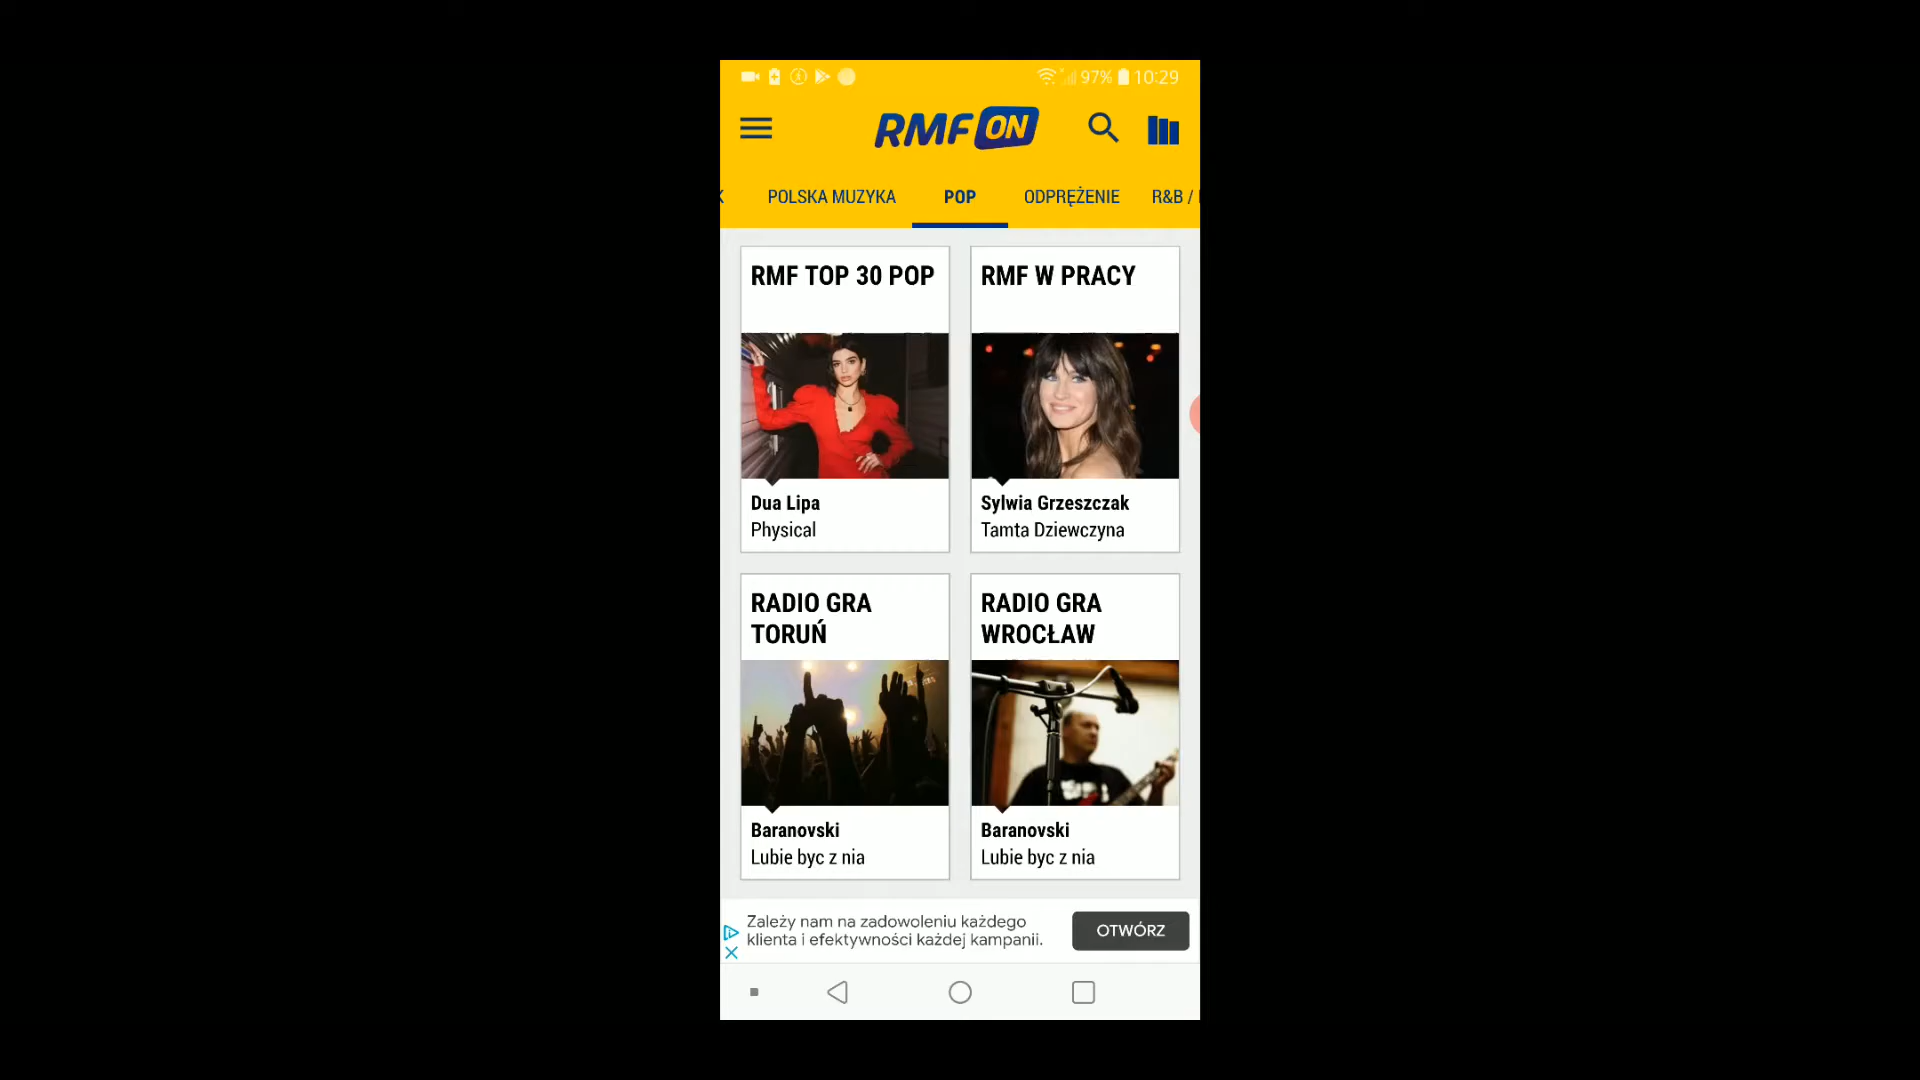 97% 10:29
RMF ON
POLSKA MUZYKA POP ODPRĘŻENIE R&B /
RMF TOP 30 POP
Dua Lipa
Physical
RMF W PRACY
Sylwia Grzeszczak
Tamta Dziewczyna
RADIO GRA
TORUŃ
Baranovski
Lubie byc z nia
RADIO GRA
WROCŁAW
Baranovski
Lubie byc z nia
Zależy nam na zadowoleniu każdego
klienta i efektywności każdej kampanii.
OTWÓRZ